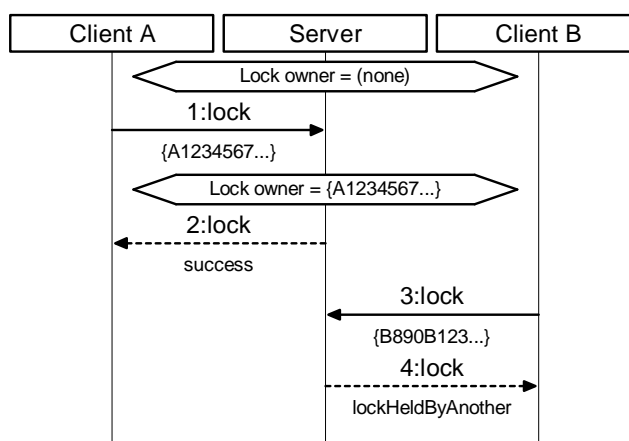 Client A Server Client B
Lock owner = (none)
1:lock
{A1234567...}
Lock owner = {A1234567...}
2:lock
success
3:lock
{B890B123...}
4:lock
lockHeldByAnother